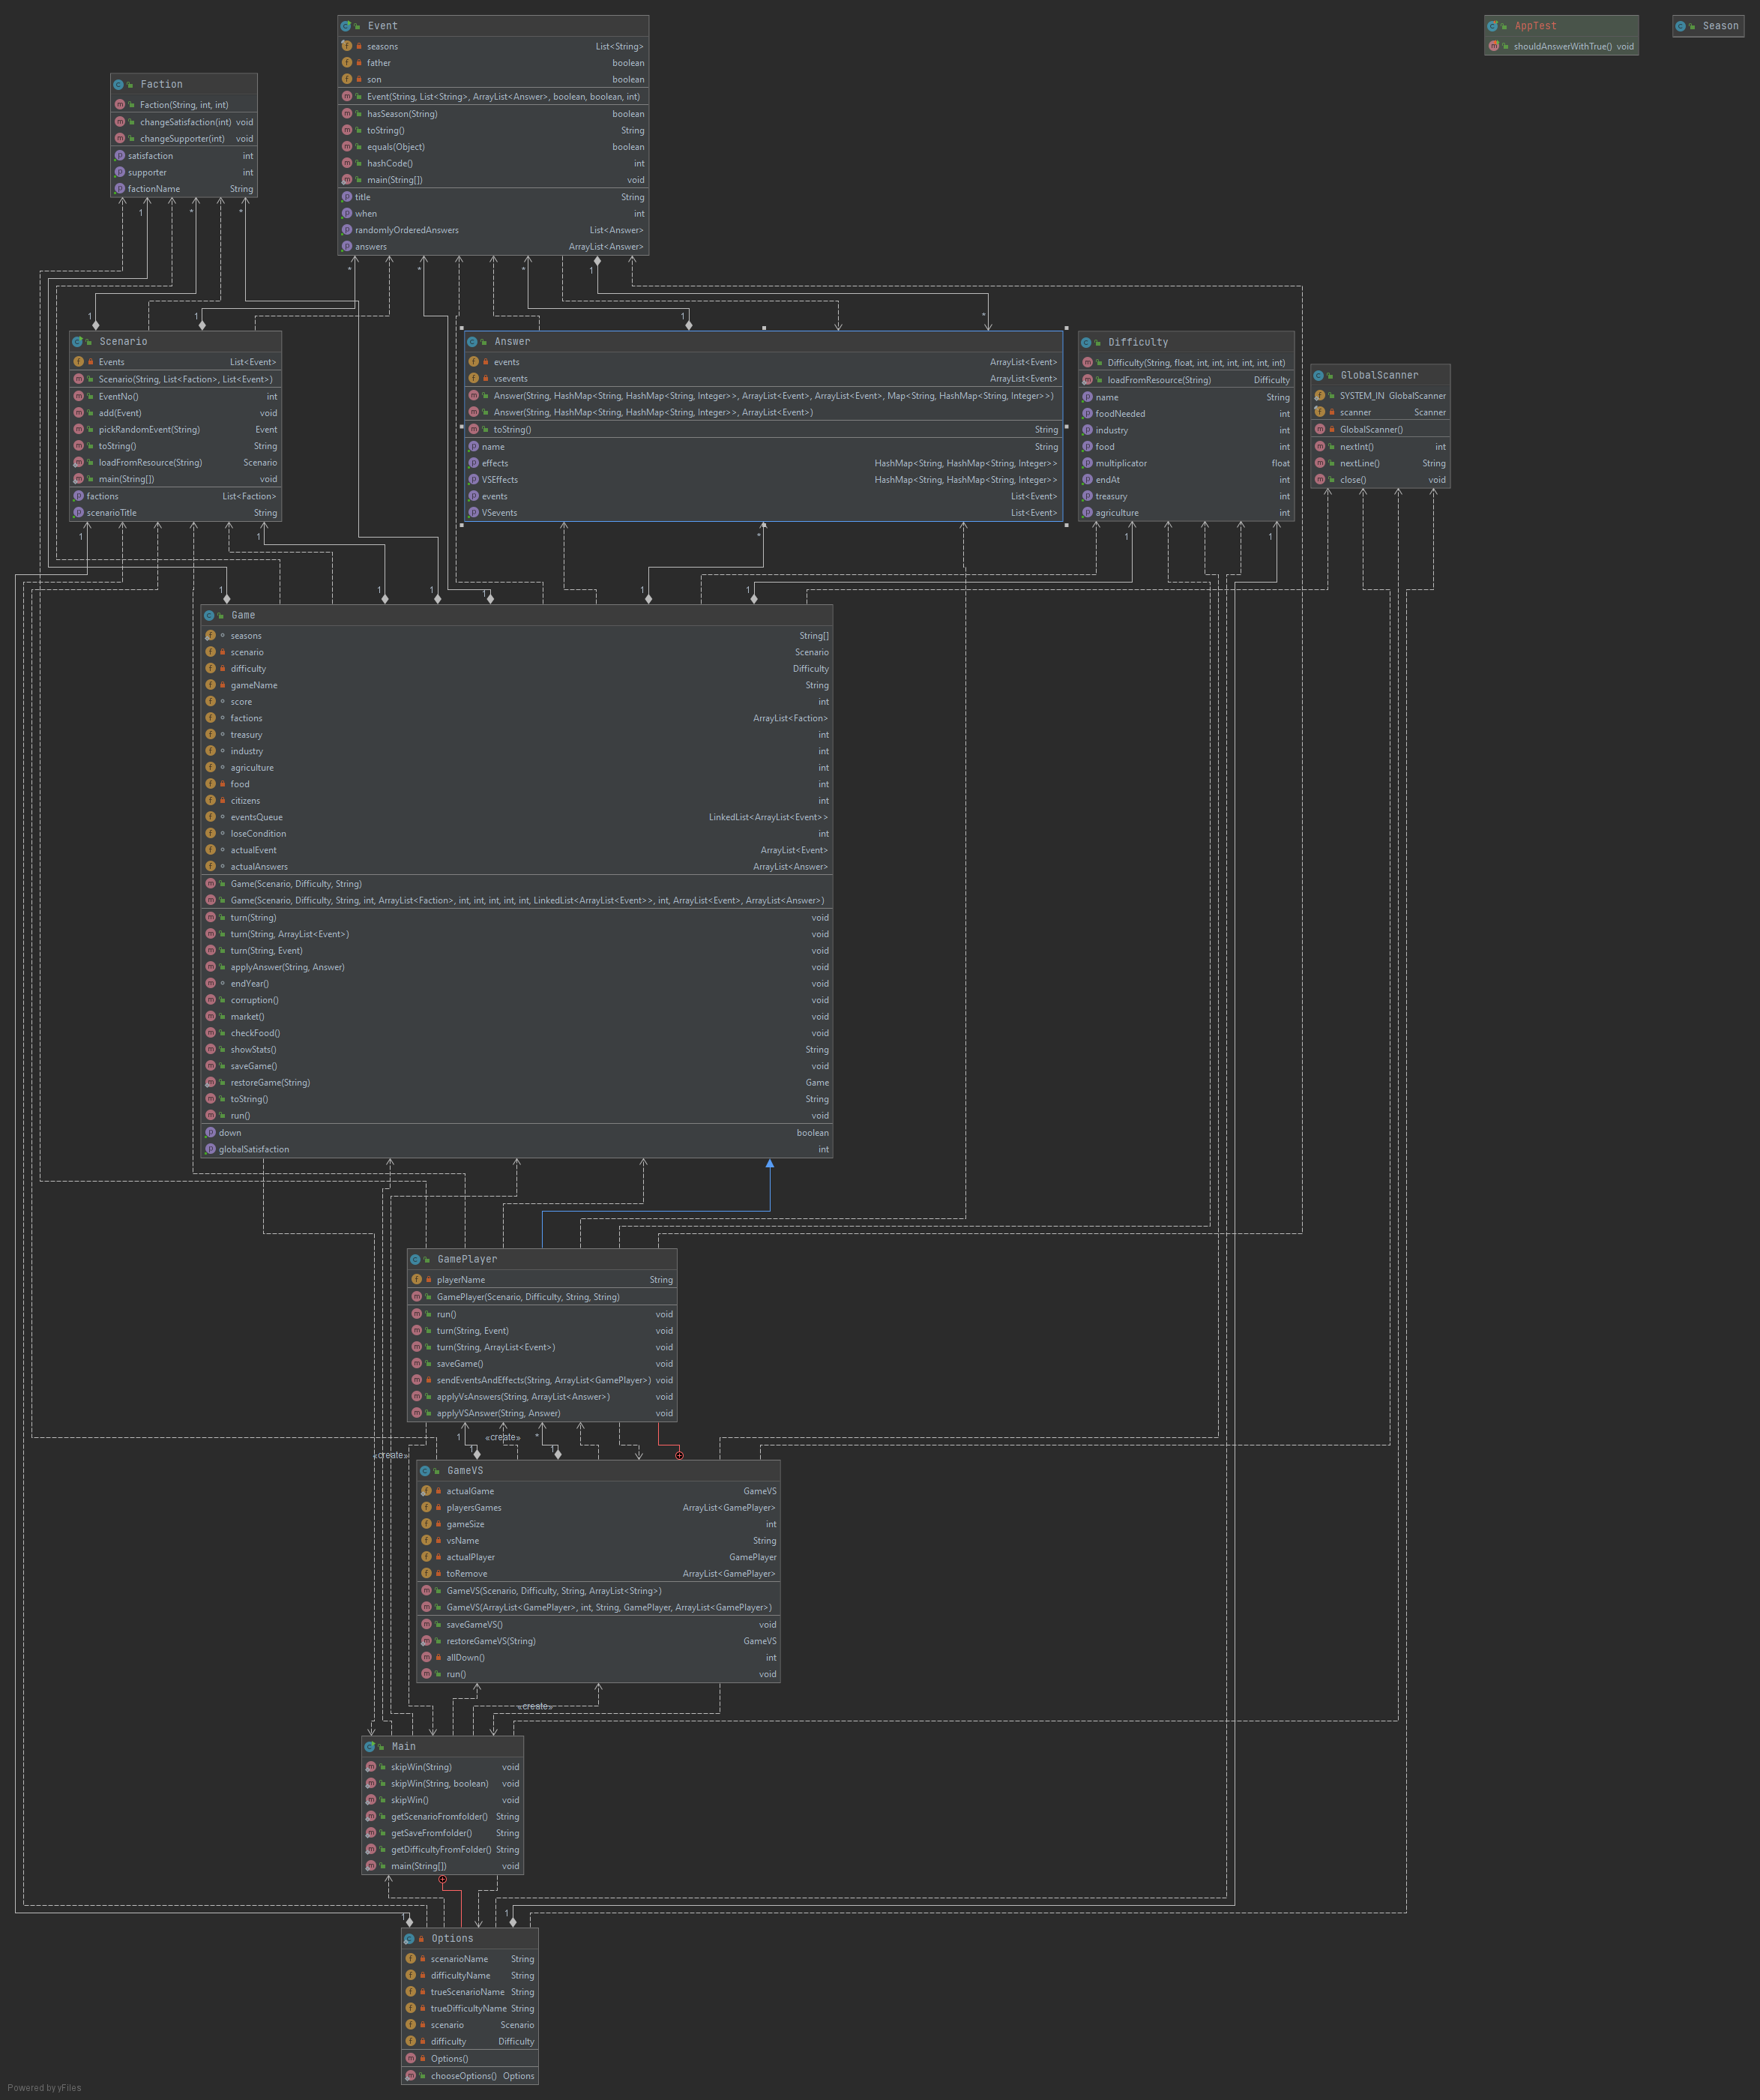 Event
seasons List<String>
father boolean
son boolean
Event(String, List<String>, ArrayList<Answer>, boolean, boolean, int)
hasSeason(String) boolean
toString() String
equals(Object) boolean
hashCode() int
main(String[]) void
title String
when int
randomlyOrderedAnswers List<Answer>
answers ArrayList<Answer>
AppTest
shouldAnswerWithTrue() void
Season
Faction
Faction(String, int, int)
changeSatisfaction(int) void
changeSupporter(int) void
satisfaction int
supporter int
factionName String
1
*
*
*
*
*
1
1
1
1
*
Scenario
Events List<Event>
Scenario(String, List<Faction>, List<Event>)
EventNo() int
add(Event) void
pickRandomEvent(String) Event
toString() String
loadFromResource(String) Scenario
main(String[]) void
factions List<Faction>
scenarioTitle String
Answer
events ArrayList<Event>
vsevents ArrayList<Event>
Answer(String, HashMap<String, HashMap<String, Integer>>, ArrayList<Event>, ArrayList<Event>, Map<String, HashMap<String, Integer>>)
Answer(String, HashMap<String, HashMap<String, Integer>>, ArrayList<Event>)
toString() String
name String
effects HashMap<String, HashMap<String, Integer>>
VSEffects HashMap<String, HashMap<String, Integer>>
events List<Event>
VSevents List<Event>
Difficulty
Difficulty(String, float, int, int, int, int, int, int)
loadFromResource(String) Difficulty
name String
foodNeeded int
industry int
food int
multiplicator float
endAt int
treasury int
agriculture int
GlobalScanner
SYSTEM_IN GlobalScanner
scanner Scanner
GlobalScanner()
nextInt() int
nextLine() String
close() void
1
1
*
1
1
1
1
1
1
1
1
Game
seasons String[]
scenario Scenario
difficulty Difficulty
gameName String
score int
factions ArrayList<Faction>
treasury int
industry int
agriculture int
food int
citizens int
eventsQueue LinkedList<ArrayList<Event>>
loseCondition int
actualEvent ArrayList<Event>
actualAnswers ArrayList<Answer>
Game(Scenario, Difficulty, String)
Game(Scenario, Difficulty, String, int, ArrayList<Faction>, int, int, int, int, int, LinkedList<ArrayList<Event>>, int, ArrayList<Event>, ArrayList<Answer>)
turn(String) void
turn(String, ArrayList<Event>) void
turn(String, Event) void
applyAnswer(String, Answer) void
endYear() void
corruption() void
market() void
checkFood() void
showStats() String
saveGame() void
restoreGame(String) Game
toString() String
run() void
down boolean
globalSatisfaction int
GamePlayer
playerName String
GamePlayer(Scenario, Difficulty, String, String)
run() void
turn(String, Event) void
turn(String, ArrayList<Event>) void
saveGame() void
sendEventsAndEffects(String, ArrayList<GamePlayer>) void
applyVsAnswers(String, ArrayList<Answer>) void
applyVSAnswer(String, Answer) void
1
«create»
*
1
1
«create»
GameVS
actualGame GameVS
playersGames ArrayList<GamePlayer>
gameSize int
vsName String
actualPlayer GamePlayer
toRemove ArrayList<GamePlayer>
GameVS(Scenario, Difficulty, String, ArrayList<String>)
GameVS(ArrayList<GamePlayer>, int, String, GamePlayer, ArrayList<GamePlayer>)
saveGameVS() void
restoreGameVS(String) GameVS
allDown() int
run() void
«create»
Main
skipWin(String) void
skipWin(String, boolean) void
skipWin() void
getScenarioFromfolder() String
getSaveFromfolder() String
getDifficultyFromFolder() String
main(String[]) void
1
1
Options
scenarioName String
difficultyName String
trueScenarioName String
trueDifficultyName String
scenario Scenario
difficulty Difficulty
Options()
chooseOptions() Options
Powered by yFiles